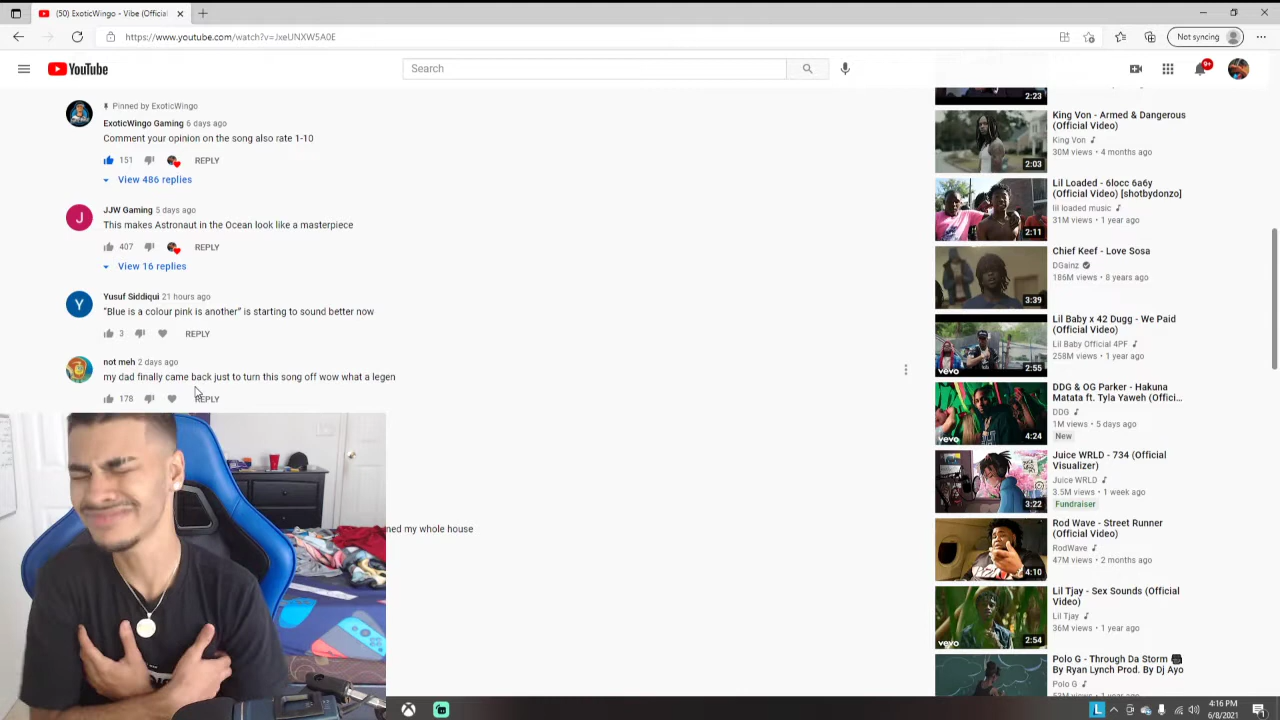 (50) ExoticWingo - Vibe (Official
https://www.youtube.com/watch?v=JxeUNXW5A0E
Not syncing
YouTube
Search
9+
Pinned by ExoticWingo
ExoticWingo Gaming 6 days ago
Comment your opinion on the song also rate 1-10
151 REPLY
View 486 replies
J
JJW Gaming 5 days ago
This makes Astronaut in the Ocean look like a masterpiece
407 REPLY
View 16 replies
Y
Yusuf Siddiqui 21 hours ago
“Blue is a colour pink is another” is starting to sound better now
3 REPLY
not meh 2 days ago
my dad finally came back just to turn this song off wow what a legen
178 REPLY
ned my whole house
2:23
King Von - Armed & Dangerous
(Official Video)
King Von
30M views • 4 months ago
2:03
Lil Loaded - 6locc 6a6y
(Official Video) [shotbydonzo]
lil loaded music
31M views • 1 year ago
2:11
Chief Keef - Love Sosa
DGainz
186M views • 8 years ago
3:39
Lil Baby x 42 Dugg - We Paid
(Official Video)
Lil Baby Official 4PF
258M views • 1 year ago
vevo 2:55
DDG & OG Parker - Hakuna
Matata ft. Tyla Yaweh (Offici...
DDG
1M views • 5 days ago
New
vevo 4:24
Juice WRLD - 734 (Official
Visualizer)
Juice WRLD
3.5M views • 1 week ago
Fundraiser
3:22
Rod Wave - Street Runner
(Official Video)
RodWave
47M views • 2 months ago
4:10
Lil Tjay - Sex Sounds (Official
Video)
Lil Tjay
36M views • 1 year ago
vevo 2:54
Polo G - Through Da Storm
By Ryan Lynch Prod. By Dj Ayo
Polo G
L
4:16 PM
6/8/2021